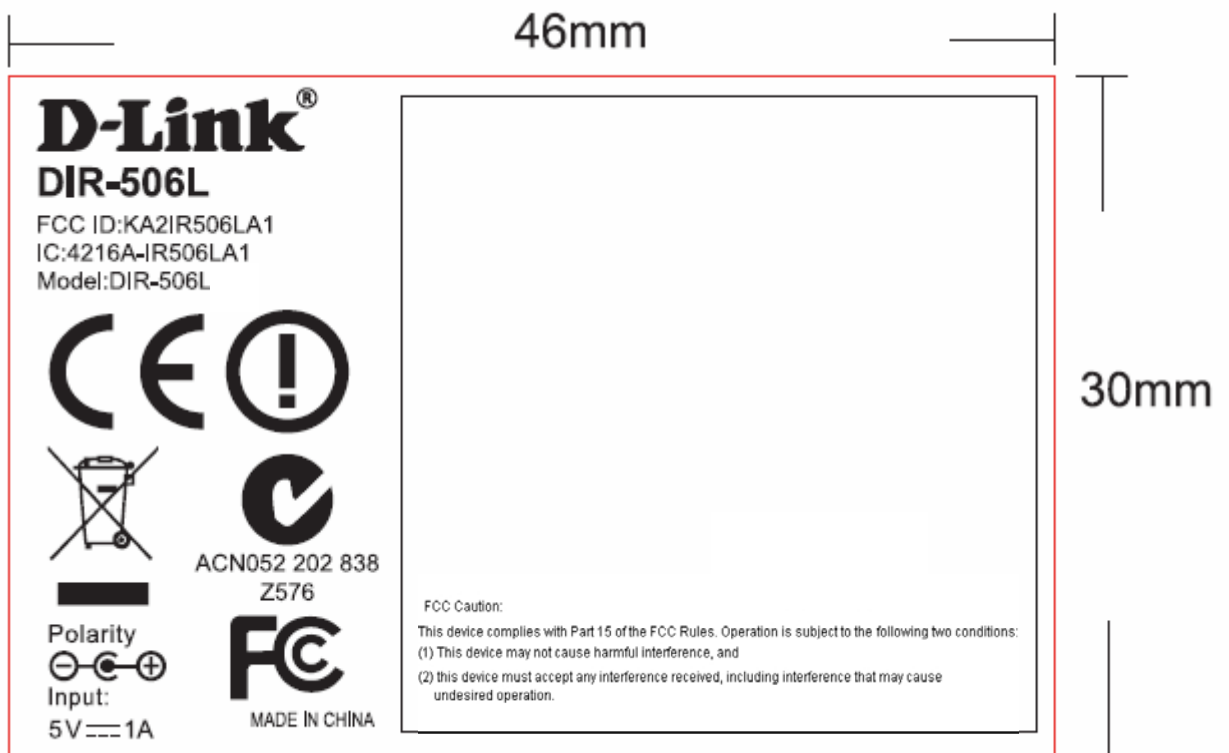 46mm
D-Link®
DIR-506L
FCC ID:KA2IR506LA1
IC:4216A-IR506LA1
Model:DIR-506L
CE
30mm
ACN052 202 838
Z576
Polarity
Input:
5V⎓1A
FC
MADE IN CHINA
FCC Caution:
This device complies with Part 15 of the FCC Rules. Operation is subject to the following two conditions:
(1) This device may not cause harmful interference, and
(2) this device must accept any interference received, including interference that may cause
undesired operation.